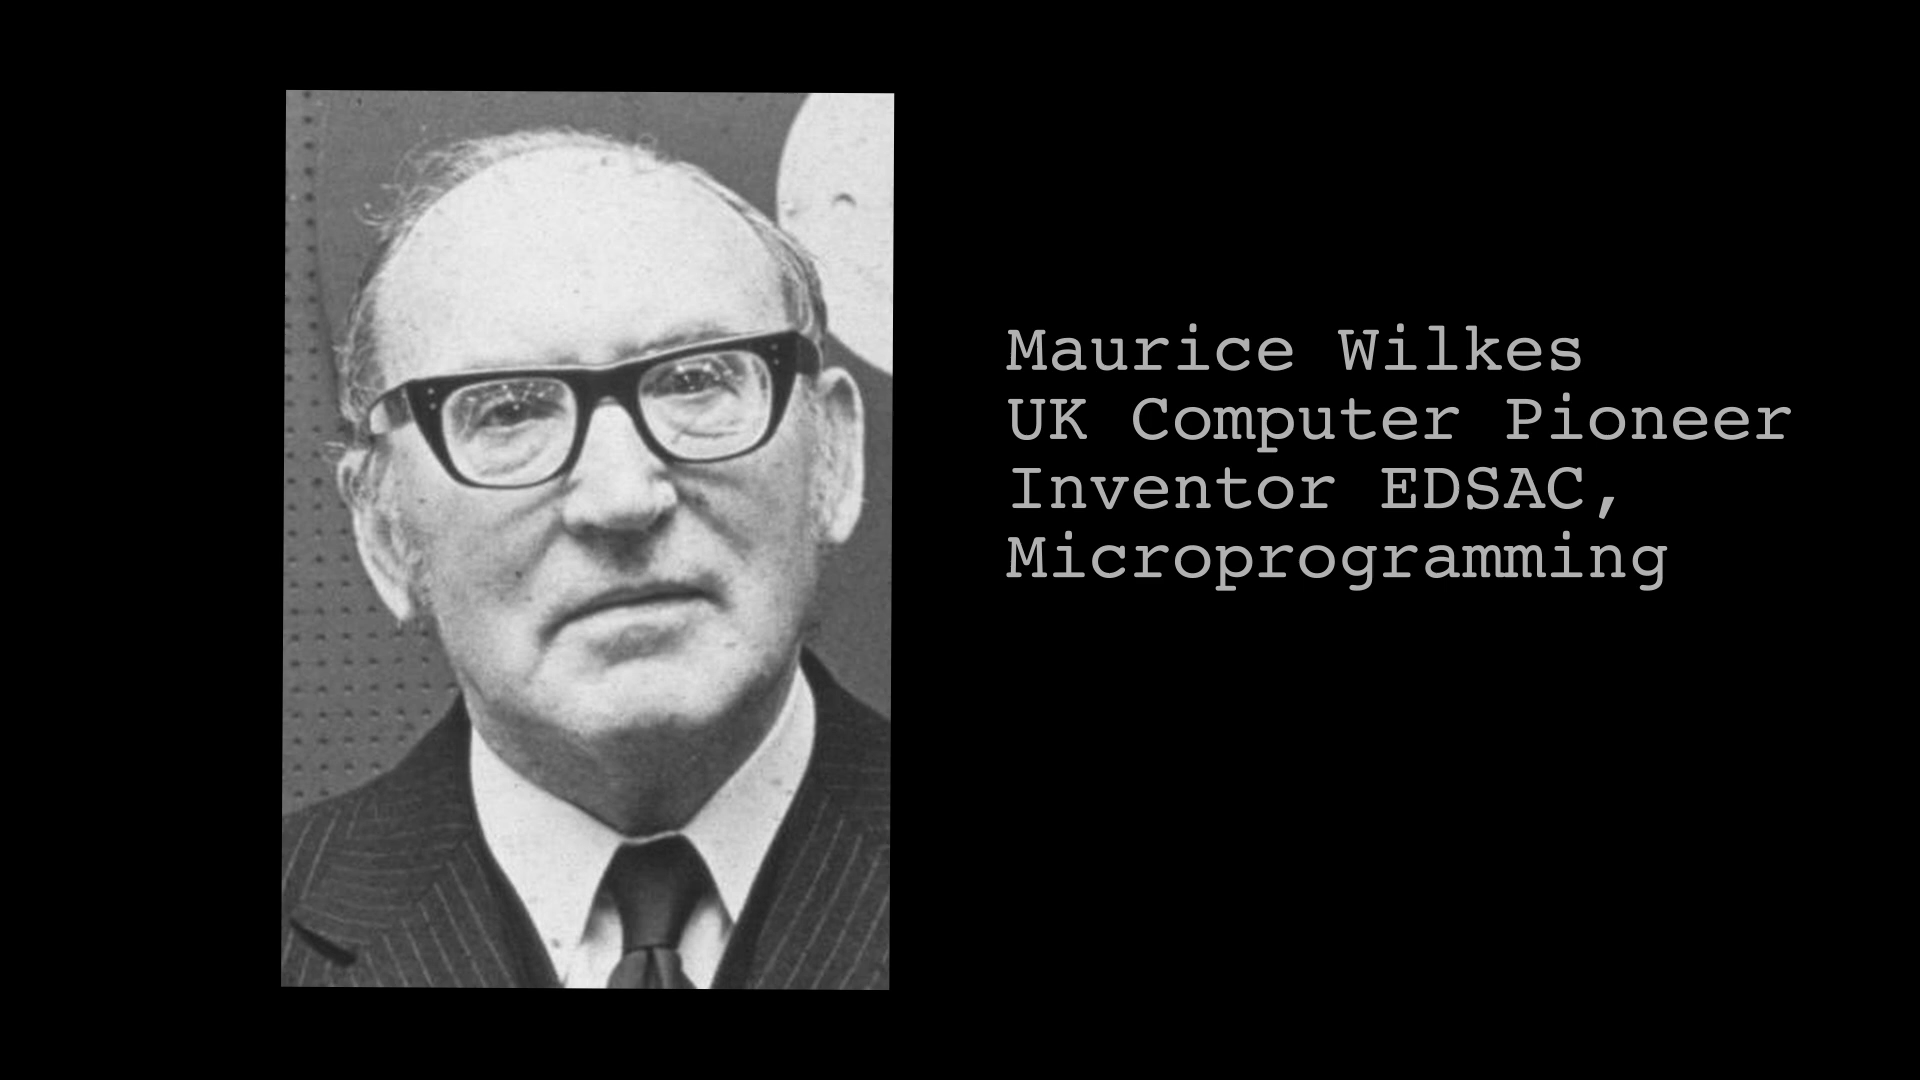 Maurice Wilkes
UK Computer Pioneer
Inventor EDSAC,
Microprogramming